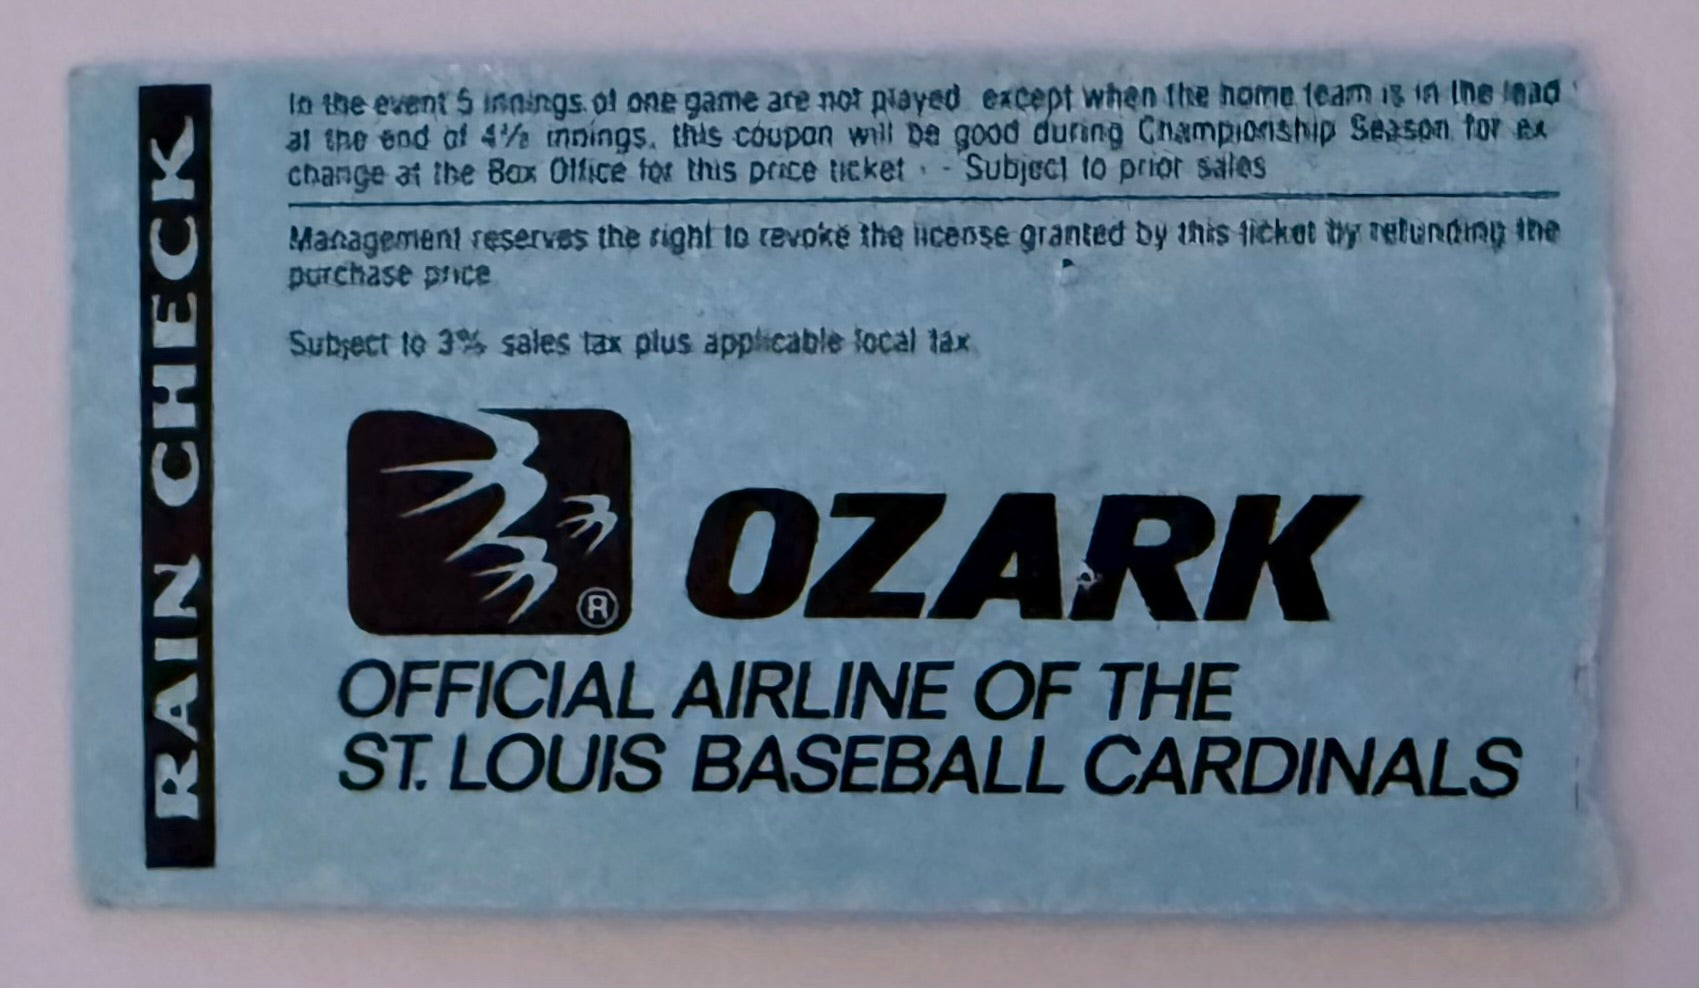 RAIN CHECK
In the event 5 innings of one game are not played except when the home team is in the lead
at the end of 4½ innings, this coupon will be good during Championship Season for ex
change at the Box Office for this price ticket - - Subject to prior sales
Management reserves the right to revoke the license granted by this ticket by refunding the
purchase price
Subject to 3% sales tax plus applicable local tax
®
OZARK
OFFICIAL AIRLINE OF THE
ST. LOUIS BASEBALL CARDINALS